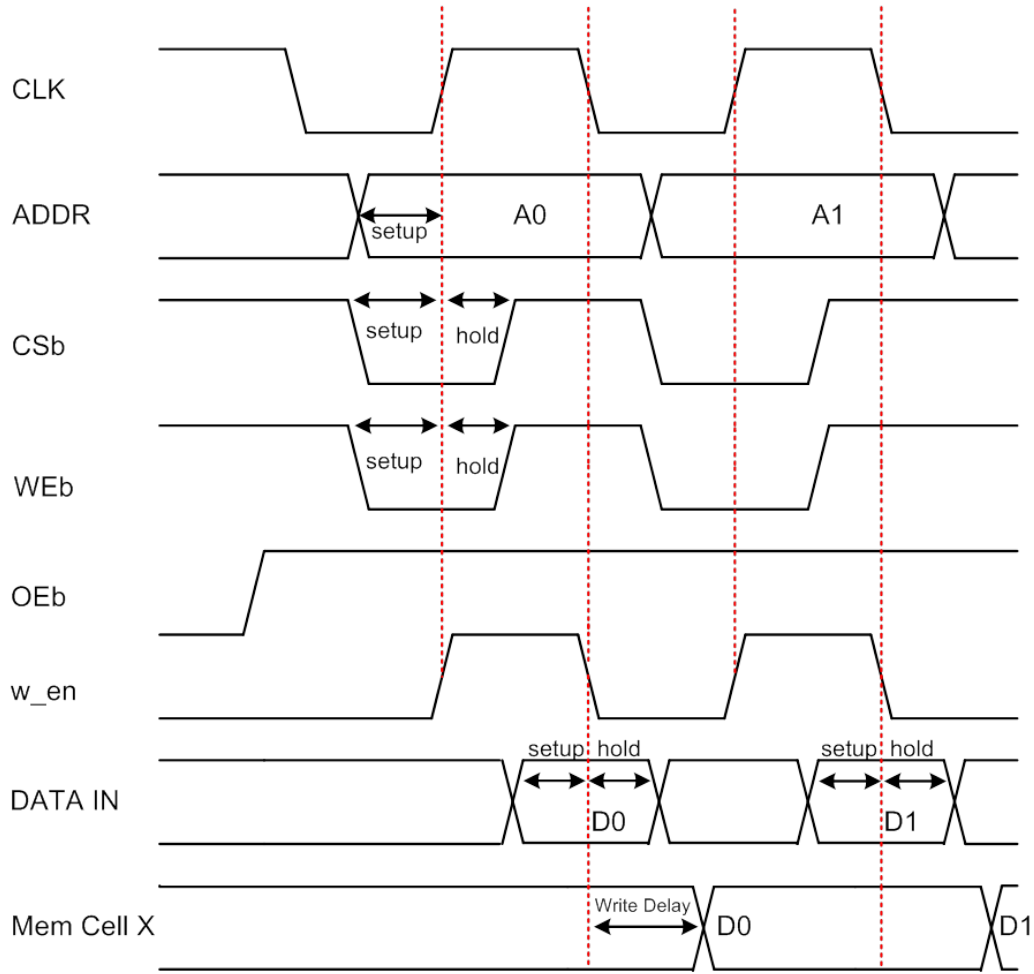 CLK
ADDR
setup
A0
A1
CSb
setup
hold
WEb
setup
hold
OEb
w_en
DATA IN
setup hold
D0
setup hold
D1
Mem Cell X
Write Delay
D0
D1